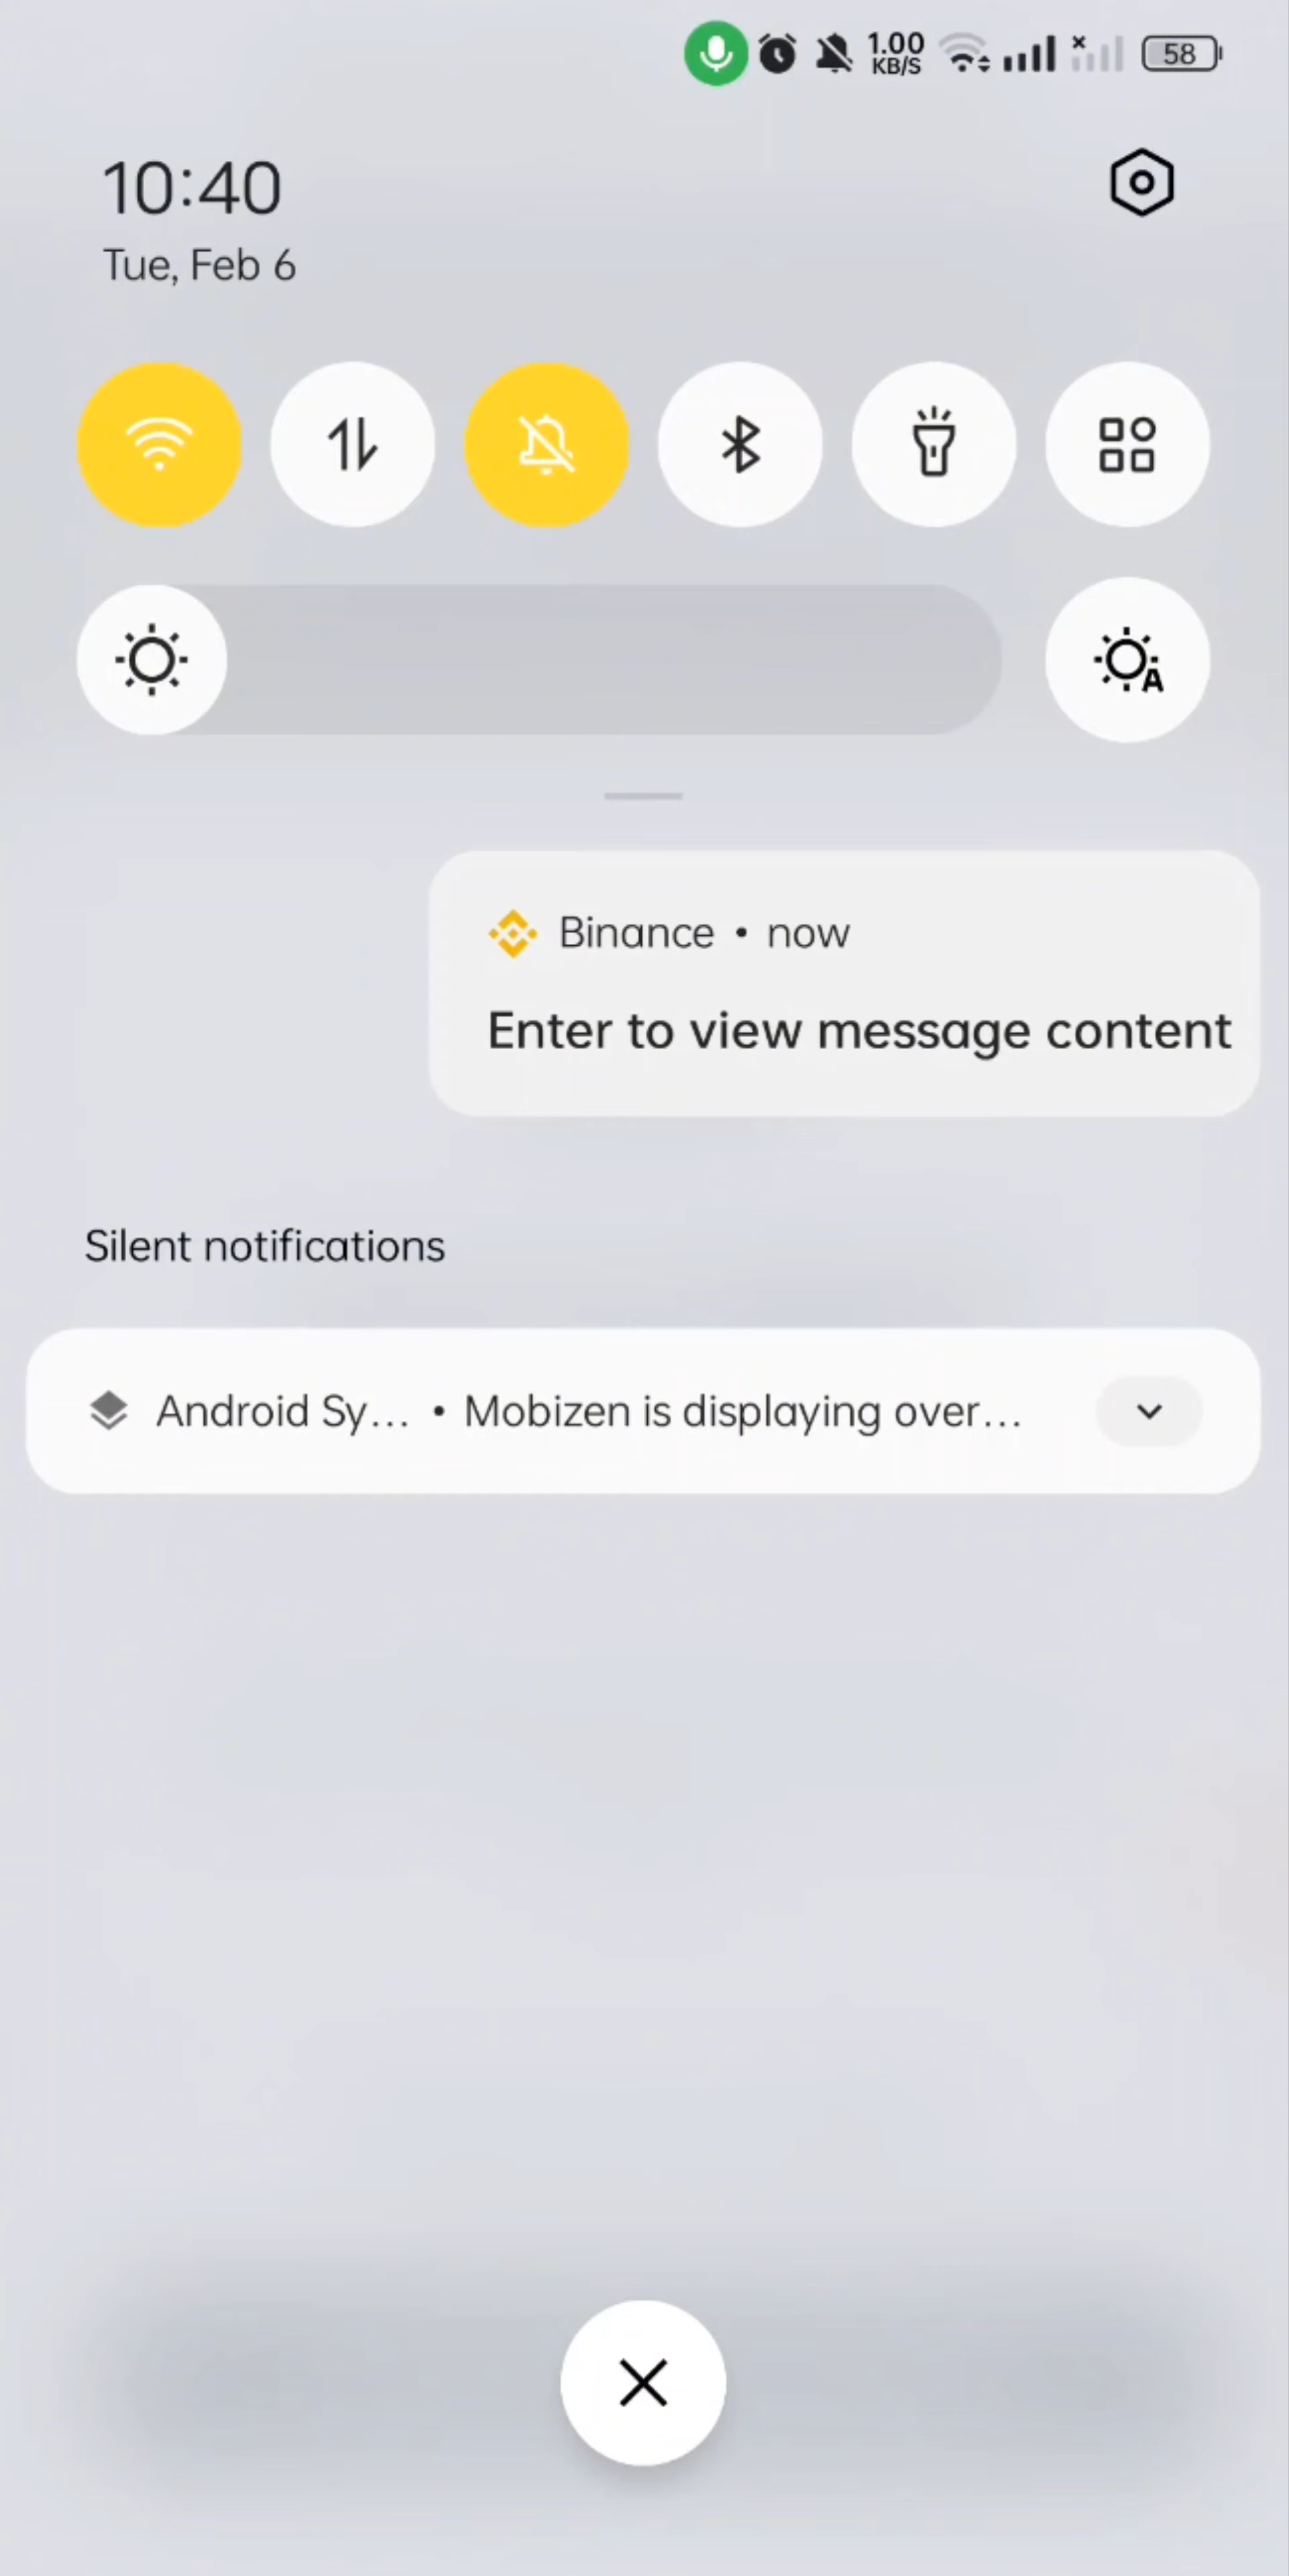 1.00
KB/S
58
10:40
Tue, Feb 6
A
Binance • now
Enter to view message content
Silent notifications
Android Sy... • Mobizen is displaying over...